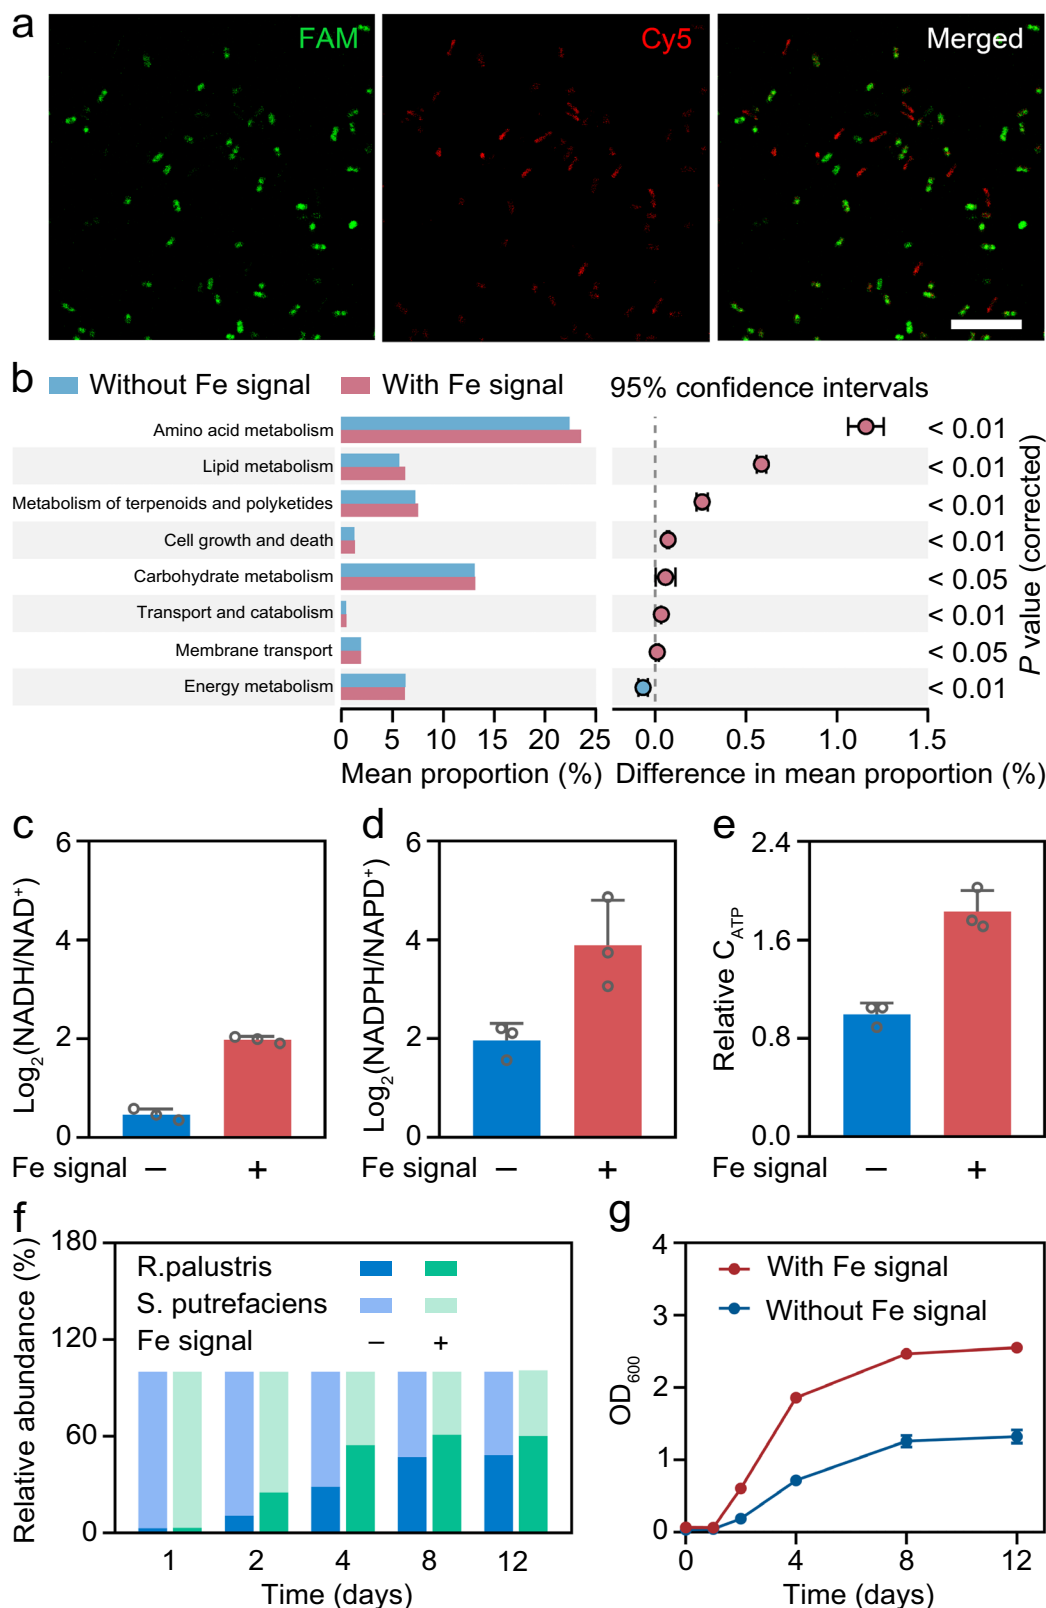 a
FAM
Cy5
Merged
b
Without Fe signal
With Fe signal
95% confidence intervals
Amino acid metabolism
< 0.01
Lipid metabolism
< 0.01
Metabolism of terpenoids and polyketides
< 0.01
Cell growth and death
< 0.01
Carbohydrate metabolism
< 0.05
Transport and catabolism
< 0.01
Membrane transport
< 0.05
Energy metabolism
< 0.01
P value (corrected)
0 5 10 15 20 25
0.0 0.5 1.0 1.5
Mean proportion (%)
Difference in mean proportion (%)
c
Log2(NADH/NAD+)
6
4
2
0
Fe signal − +
d
Log2(NADPH/NAPD+)
6
4
2
0
Fe signal − +
e
Relative CATP
2.4
1.6
0.8
0.0
Fe signal − +
f
Relative abundance (%)
180
120
60
0
R.palustris
S. putrefaciens
Fe signal − +
1 2 4 8 12
Time (days)
g
OD600
4
3
2
1
0
With Fe signal
Without Fe signal
0 4 8 12
Time (days)